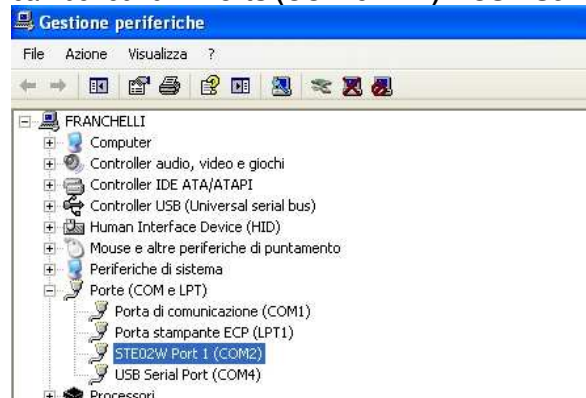 Gestione periferiche
File Azione Visualizza ?
FRANCHELLI
Computer
Controller audio, video e giochi
Controller IDE ATA/ATAPI
Controller USB (Universal serial bus)
Human Interface Device (HID)
Mouse e altre periferiche di puntamento
Periferiche di sistema
Porte (COM e LPT)
Porta di comunicazione (COM1)
Porta stampante ECP (LPT1)
STE02W Port 1 (COM2)
USB Serial Port (COM4)
Processori